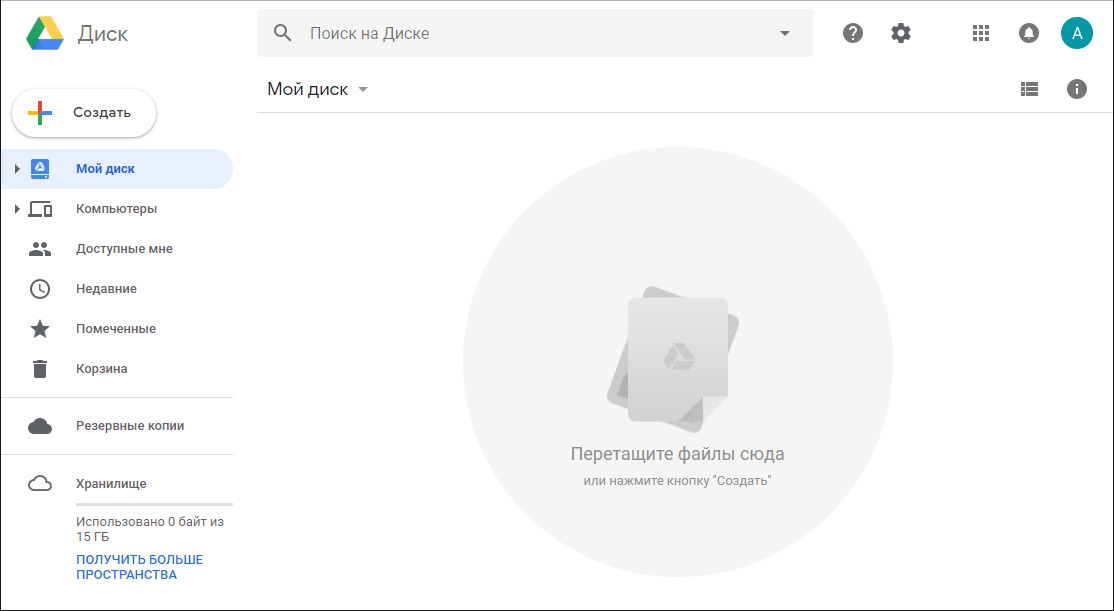 Диск
Поиск на Диске
А
Мой диск
Создать
Мой диск
Компьютеры
Доступные мне
Недавние
Помеченные
Корзина
Резервные копии
Хранилище
Использовано 0 байт из
15 ГБ
ПОЛУЧИТЬ БОЛЬШЕ
ПРОСТРАНСТВА
Перетащите файлы сюда
или нажмите кнопку "Создать"